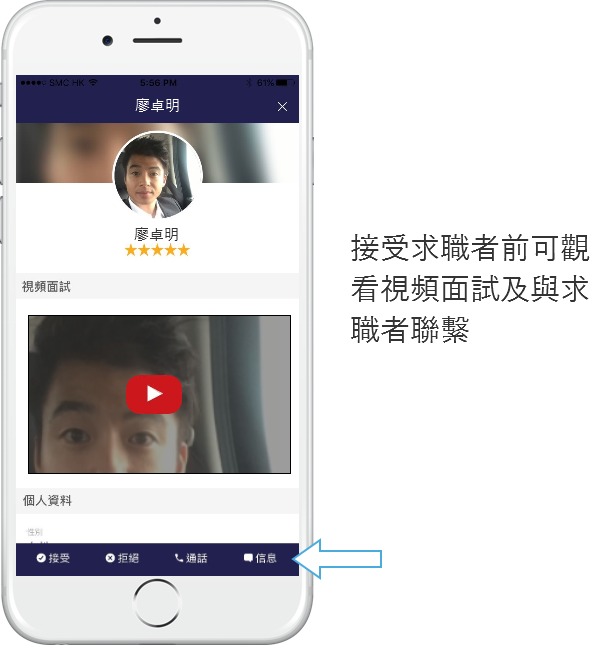 SMC HK 5:56 PM 61%
廖卓明
廖卓明
視頻面試
個人資料
性別
接受 拒絕 通話 信息
接受求職者前可觀
看視頻面試及與求
職者聯繫